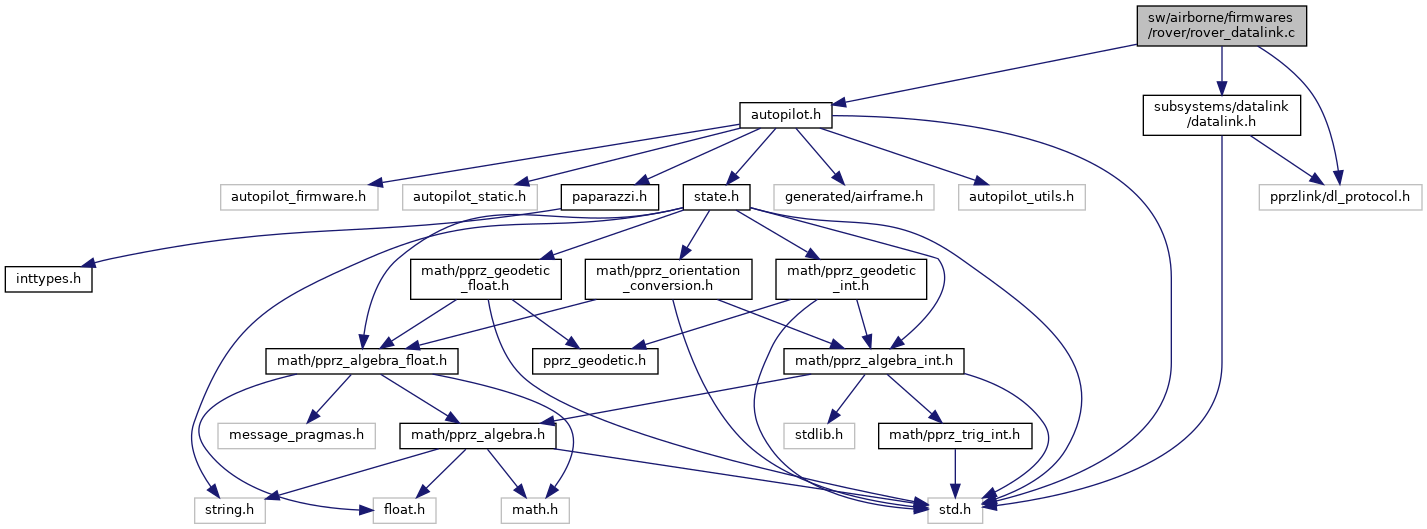 sw/airborne/firmwares
/rover/rover_datalink.c
autopilot.h
subsystems/datalink
/datalink.h
autopilot_firmware.h
autopilot_static.h
paparazzi.h
state.h
generated/airframe.h
autopilot_utils.h
pprzlink/dl_protocol.h
inttypes.h
math/pprz_geodetic
_float.h
math/pprz_orientation
_conversion.h
math/pprz_geodetic
_int.h
math/pprz_algebra_float.h
pprz_geodetic.h
math/pprz_algebra_int.h
message_pragmas.h
math/pprz_algebra.h
stdlib.h
math/pprz_trig_int.h
string.h
float.h
math.h
std.h